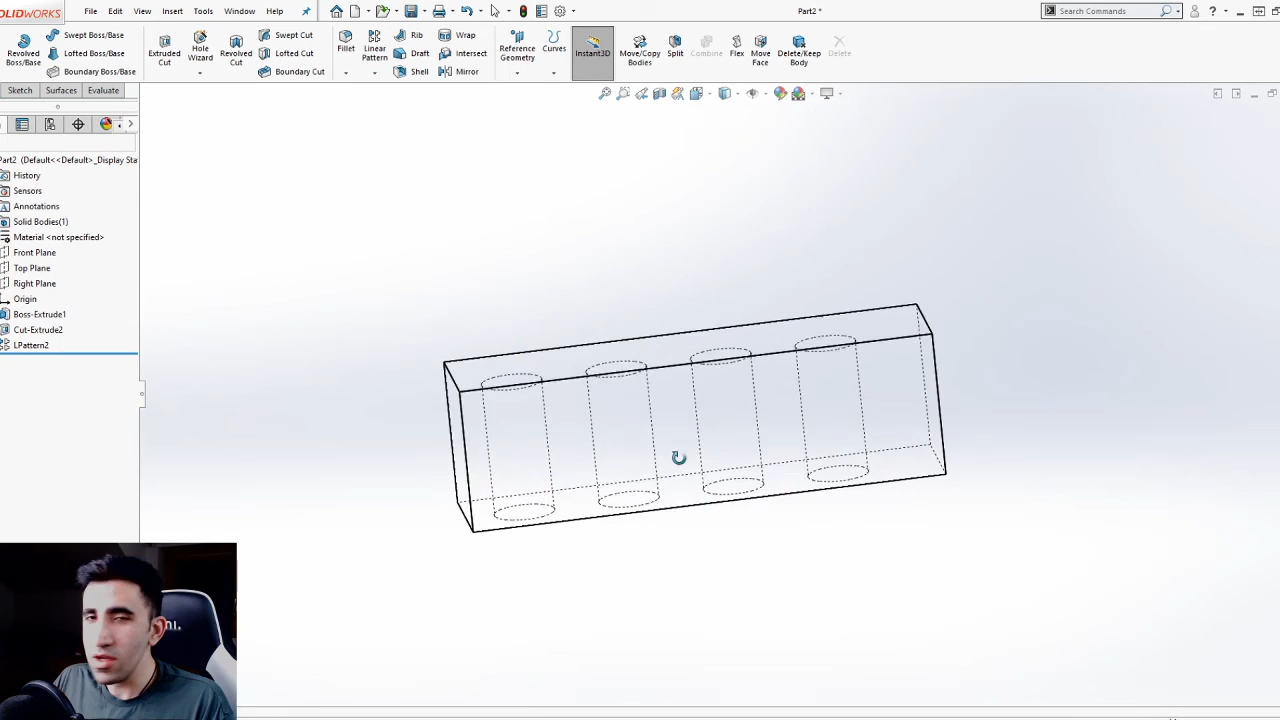 SOLIDWORKS File Edit View Insert Tools Window Help Part2 * Search Commands ?
Revolved Boss/Base
Swept Boss/Base
Lofted Boss/Base
Boundary Boss/Base
Extruded Cut
Hole Wizard
Revolved Cut
Swept Cut
Lofted Cut
Boundary Cut
Fillet
Linear Pattern
Rib
Draft
Shell
Wrap
Intersect
Mirror
Reference Geometry
Curves
Instant3D
Move/Copy Bodies
Split
Combine
Flex
Move Face
Delete/Keep Body
Delete
Sketch Surfaces Evaluate
Part2 (Default<<Default>_Display Sta
History
Sensors
Annotations
Solid Bodies(1)
Material <not specified>
Front Plane
Top Plane
Right Plane
Origin
Boss-Extrude1
Cut-Extrude2
LPattern2